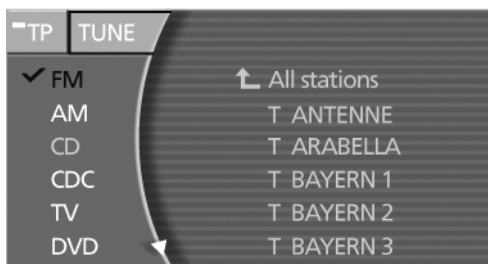 TP TUNE
FM
AM
CD
CDC
TV
DVD
All stations
T ANTENNE
T ARABELLA
T BAYERN 1
T BAYERN 2
T BAYERN 3